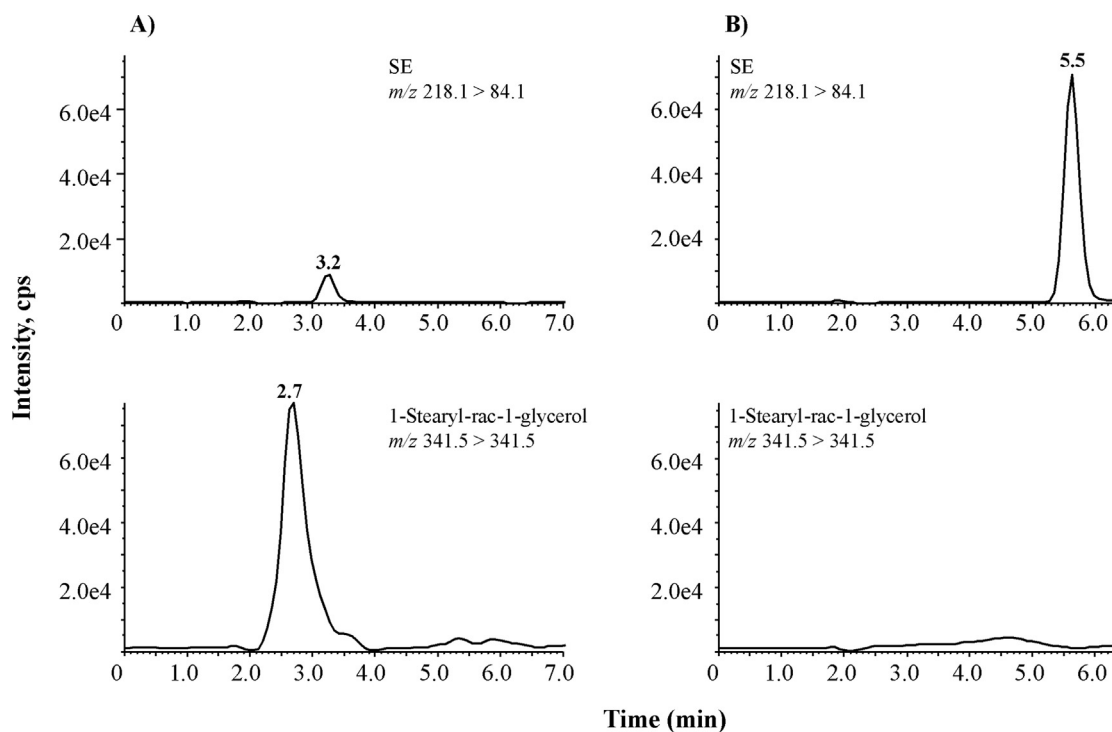 A)
SE
m/z 218.1 > 84.1
6.0e4
4.0e4
2.0e4
3.2
0 1.0 2.0 3.0 4.0 5.0 6.0 7.0
B)
SE
m/z 218.1 > 84.1
5.5
6.0e4
4.0e4
2.0e4
0 1.0 2.0 3.0 4.0 5.0 6.0
Intensity, cps
2.7
1-Stearyl-rac-1-glycerol
m/z 341.5 > 341.5
6.0e4
4.0e4
2.0e4
0 1.0 2.0 3.0 4.0 5.0 6.0 7.0
1-Stearyl-rac-1-glycerol
m/z 341.5 > 341.5
6.0e4
4.0e4
2.0e4
0 1.0 2.0 3.0 4.0 5.0 6.0
Time (min)